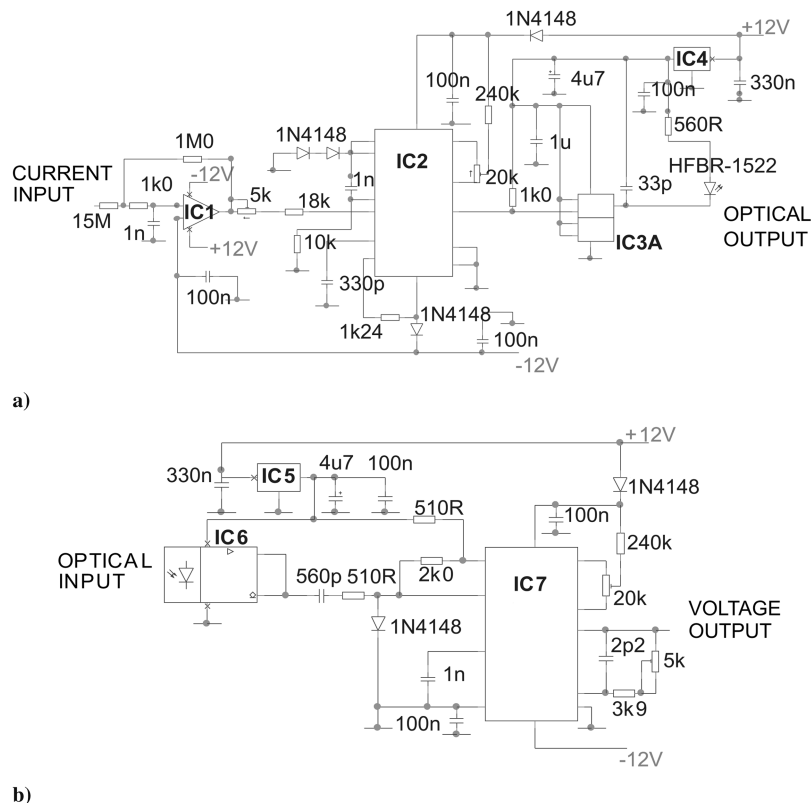 1N4148
+12V
IC4
100n
4u7
100n
330n
240k
560R
1M0
1N4148
IC2
1u
HFBR-1522
CURRENT
INPUT
-12V
1k0
5k
1n
20k
1k0
33p
15M
IC1
18k
OPTICAL
OUTPUT
1n
+12V
10k
IC3A
100n
330p
1N4148
1k24
100n
-12V
a)
+12V
330n
IC5
4u7
100n
1N4148
510R
100n
IC6
240k
OPTICAL
INPUT
560p
510R
2k0
IC7
20k
VOLTAGE
OUTPUT
1N4148
2p2
5k
1n
3k9
100n
-12V
b)